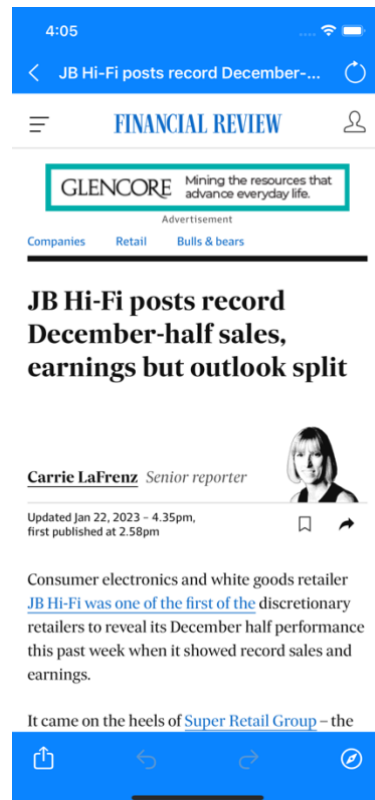 4:05
JB Hi-Fi posts record December-...
FINANCIAL REVIEW
GLENCORE
Mining the resources that
advance everyday life.
Advertisement
Companies Retail Bulls & bears
JB Hi-Fi posts record
December-half sales,
earnings but outlook split
Carrie LaFrenz Senior reporter
Updated Jan 22, 2023 – 4.35pm,
first published at 2.58pm
Consumer electronics and white goods retailer
JB Hi-Fi was one of the first of the discretionary
retailers to reveal its December half performance
this past week when it showed record sales and
earnings.
It came on the heels of Super Retail Group – the